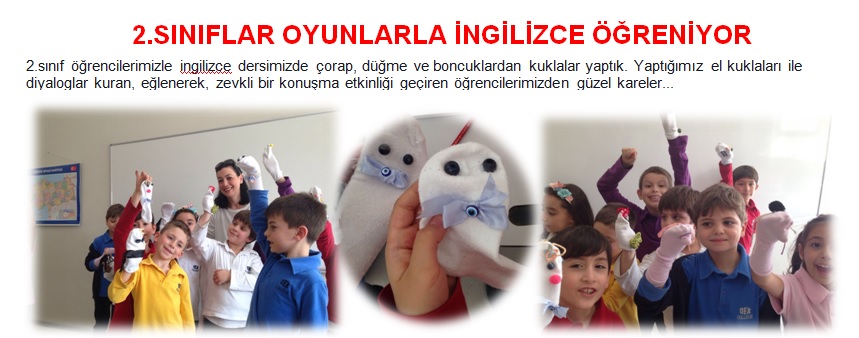 2.SINIFLAR OYUNLARLA İNGİLİZCE ÖĞRENİYOR
2.sınıf öğrencilerimizle ingilizce dersimizde çorap, düğme ve boncuklardan kuklalar yaptık. Yaptığımız el kuklaları ile
diyaloglar kuran, eğlenerek, zevkli bir konuşma etkinliği geçiren öğrencilerimizden güzel kareler...